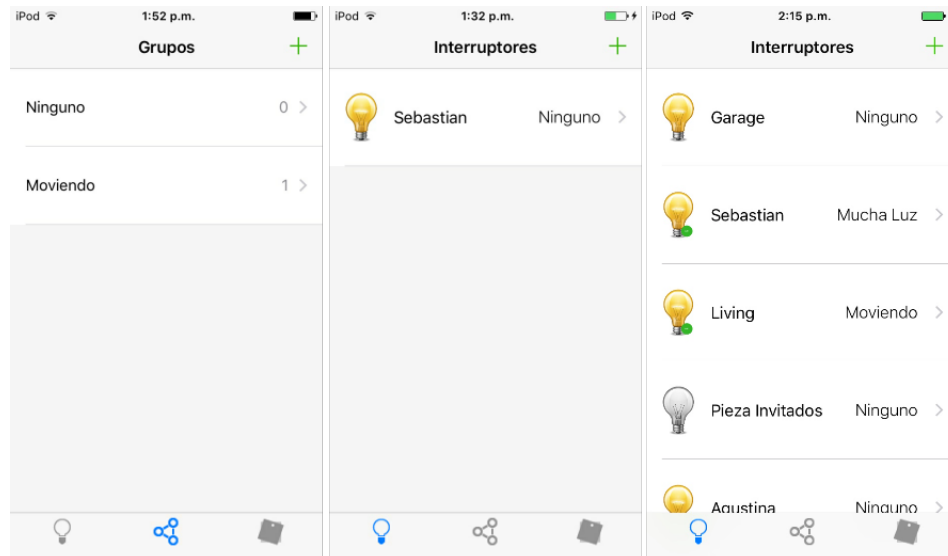 iPod 1:52 p.m.
Grupos +
Ninguno 0 >
Moviendo 1 >
iPod 1:32 p.m.
Interruptores +
Sebastian Ninguno >
iPod 2:15 p.m.
Interruptores +
Garage Ninguno >
Sebastian Mucha Luz >
Living Moviendo >
Pieza Invitados Ninguno >
Agustina Ninguno